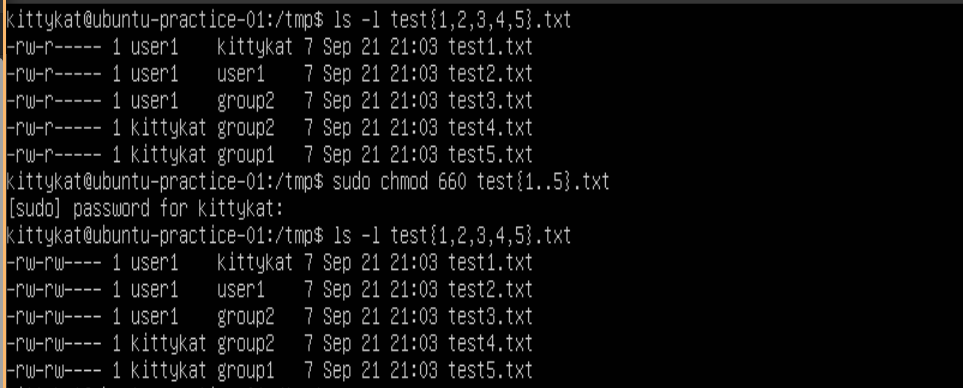 kittykat@ubuntu-practice-01:/tmp$ ls -l test{1,2,3,4,5}.txt
-rw-r----- 1 user1    kittykat 7 Sep 21 21:03 test1.txt
-rw-r----- 1 user1    user1    7 Sep 21 21:03 test2.txt
-rw-r----- 1 user1    group2   7 Sep 21 21:03 test3.txt
-rw-r----- 1 kittykat group2   7 Sep 21 21:03 test4.txt
-rw-r----- 1 kittykat group1   7 Sep 21 21:03 test5.txt
kittykat@ubuntu-practice-01:/tmp$ sudo chmod 660 test{1..5}.txt
[sudo] password for kittykat:
kittykat@ubuntu-practice-01:/tmp$ ls -l test{1,2,3,4,5}.txt
-rw-rw---- 1 user1    kittykat 7 Sep 21 21:03 test1.txt
-rw-rw---- 1 user1    user1    7 Sep 21 21:03 test2.txt
-rw-rw---- 1 user1    group2   7 Sep 21 21:03 test3.txt
-rw-rw---- 1 kittykat group2   7 Sep 21 21:03 test4.txt
-rw-rw---- 1 kittykat group1   7 Sep 21 21:03 test5.txt